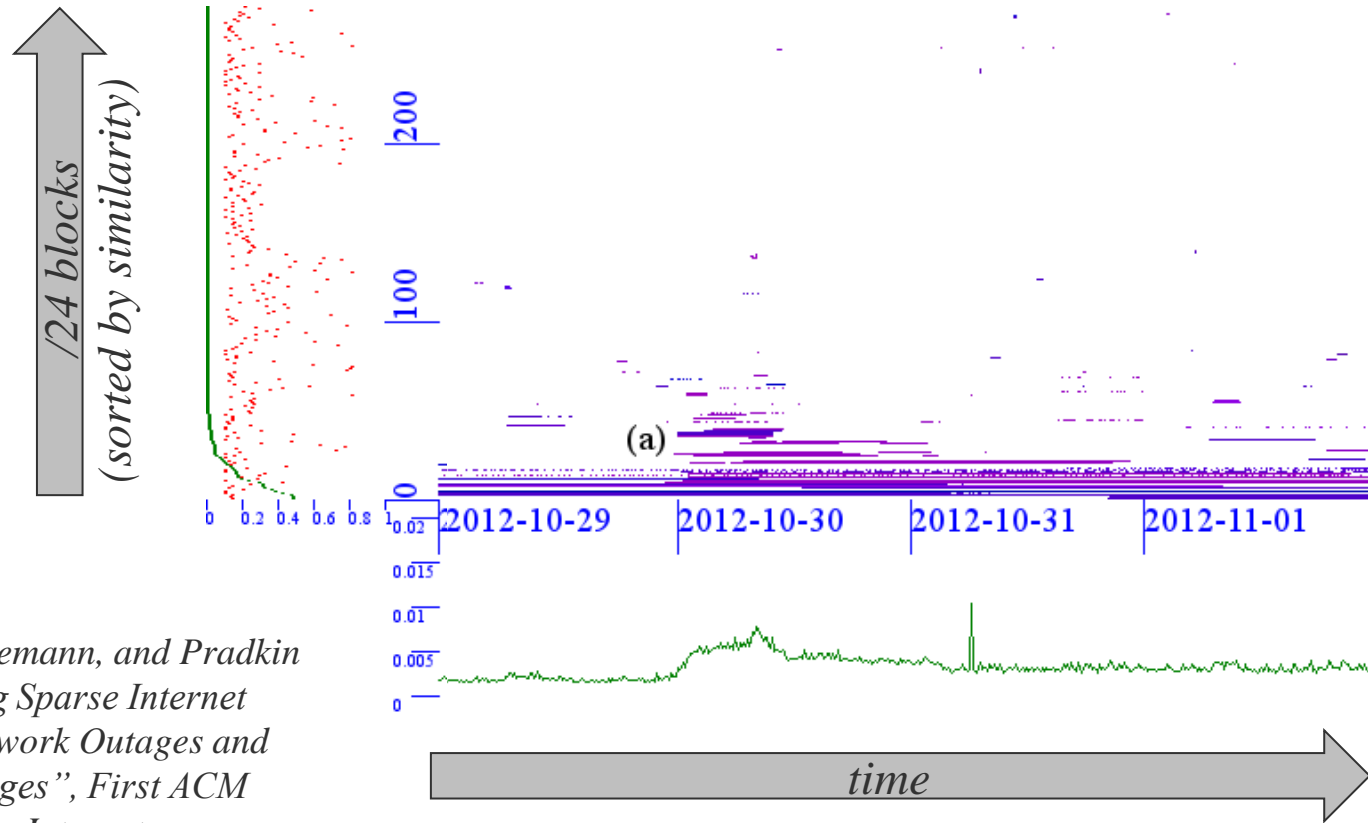 /24 blocks
(sorted by similarity)
200
100
0
(a)
0 0.2 0.4 0.6 0.8 1
2012-10-29 2012-10-30 2012-10-31 2012-11-01
0.02
0.015
0.01
0.005
0
emann, and Pradkin
g Sparse Internet
work Outages and
ges”, First ACM
time